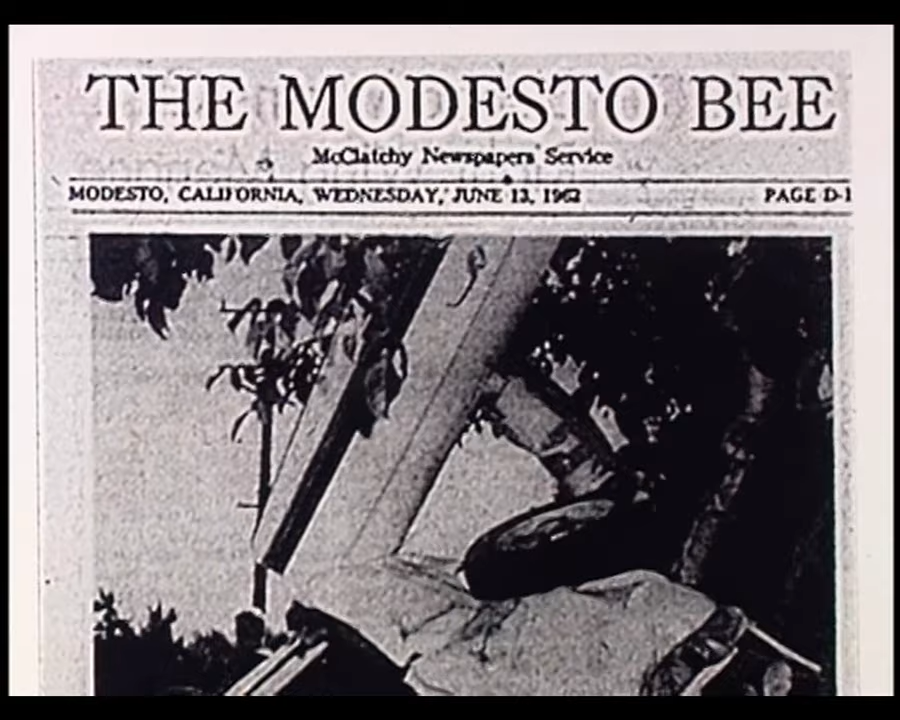 THE MODESTO BEE
McClatchy Newspapers Service
MODESTO, CALIFORNIA, WEDNESDAY, JUNE 13, 1962
PAGE D-1